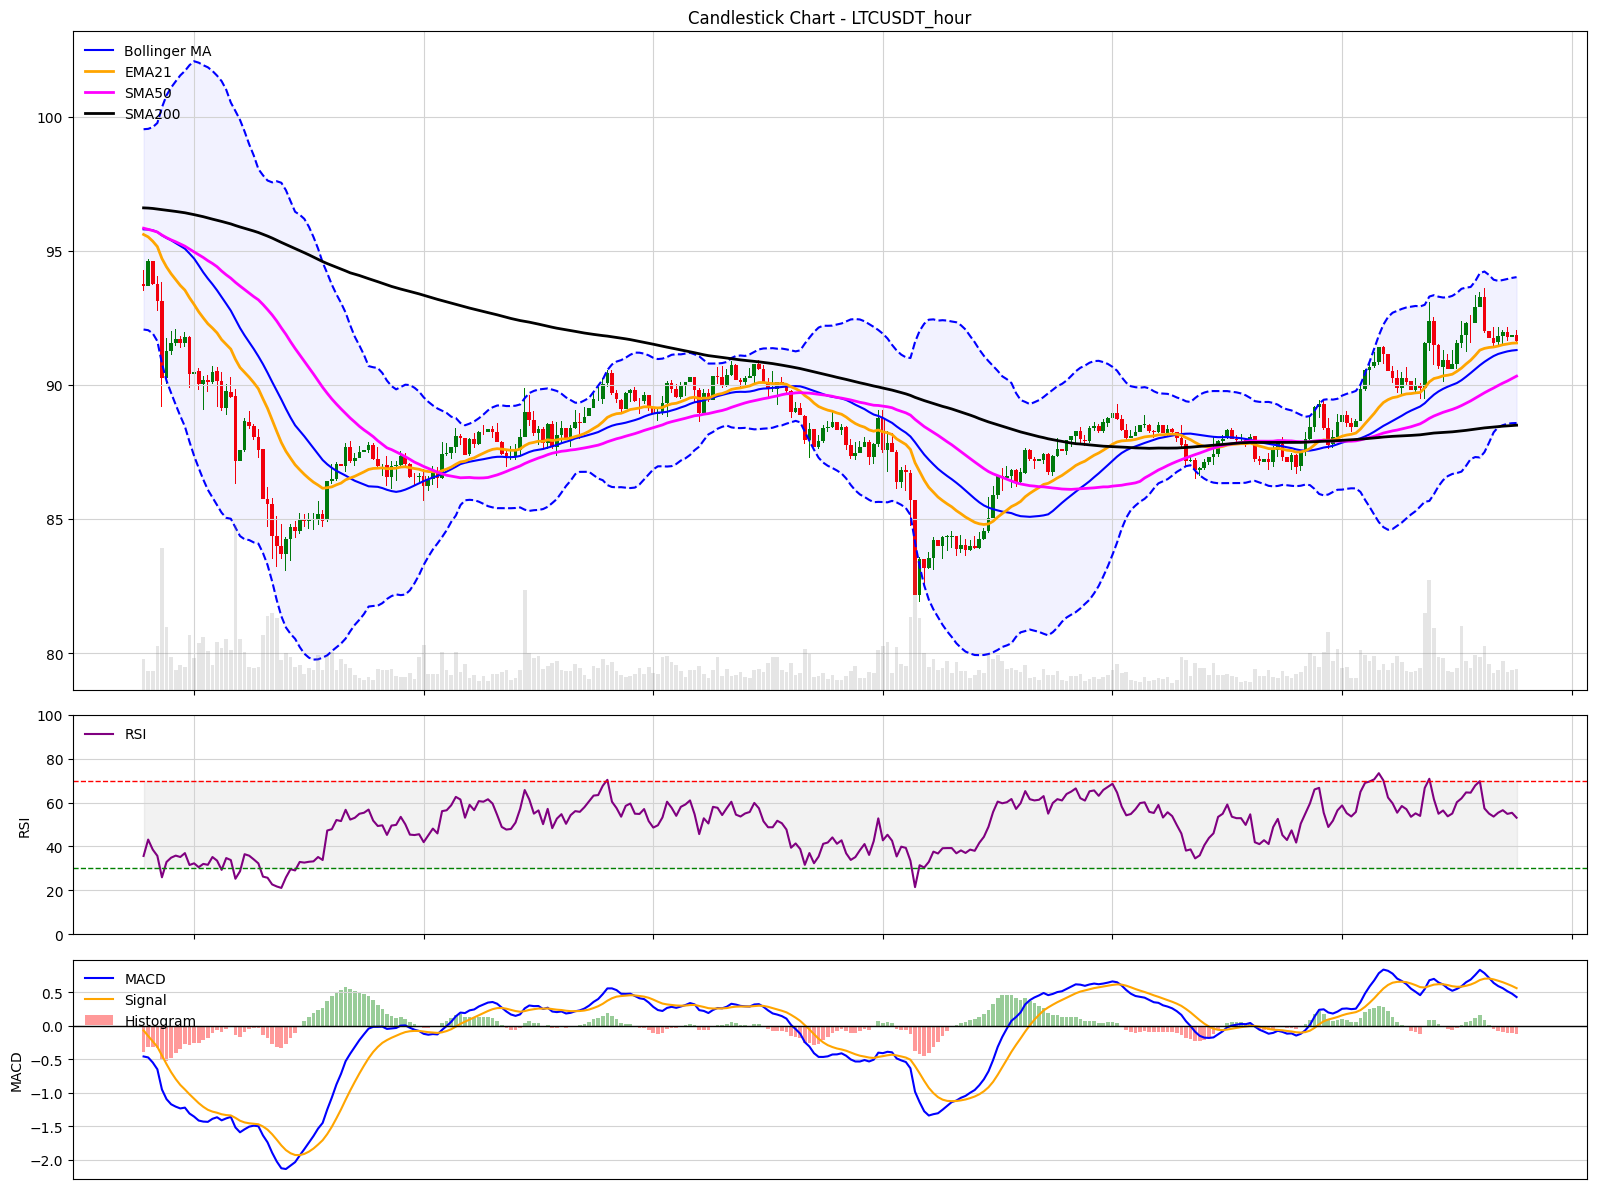 Candlestick Chart - LTCUSDT_hour
Bollinger MA
EMA21
SMA50
SMA200
100
95
90
85
80
RSI
100
80
60
40
20
0
RSI
MACD
Signal
Histogram
0.5
0.0
−0.5
−1.0
−1.5
−2.0
MACD